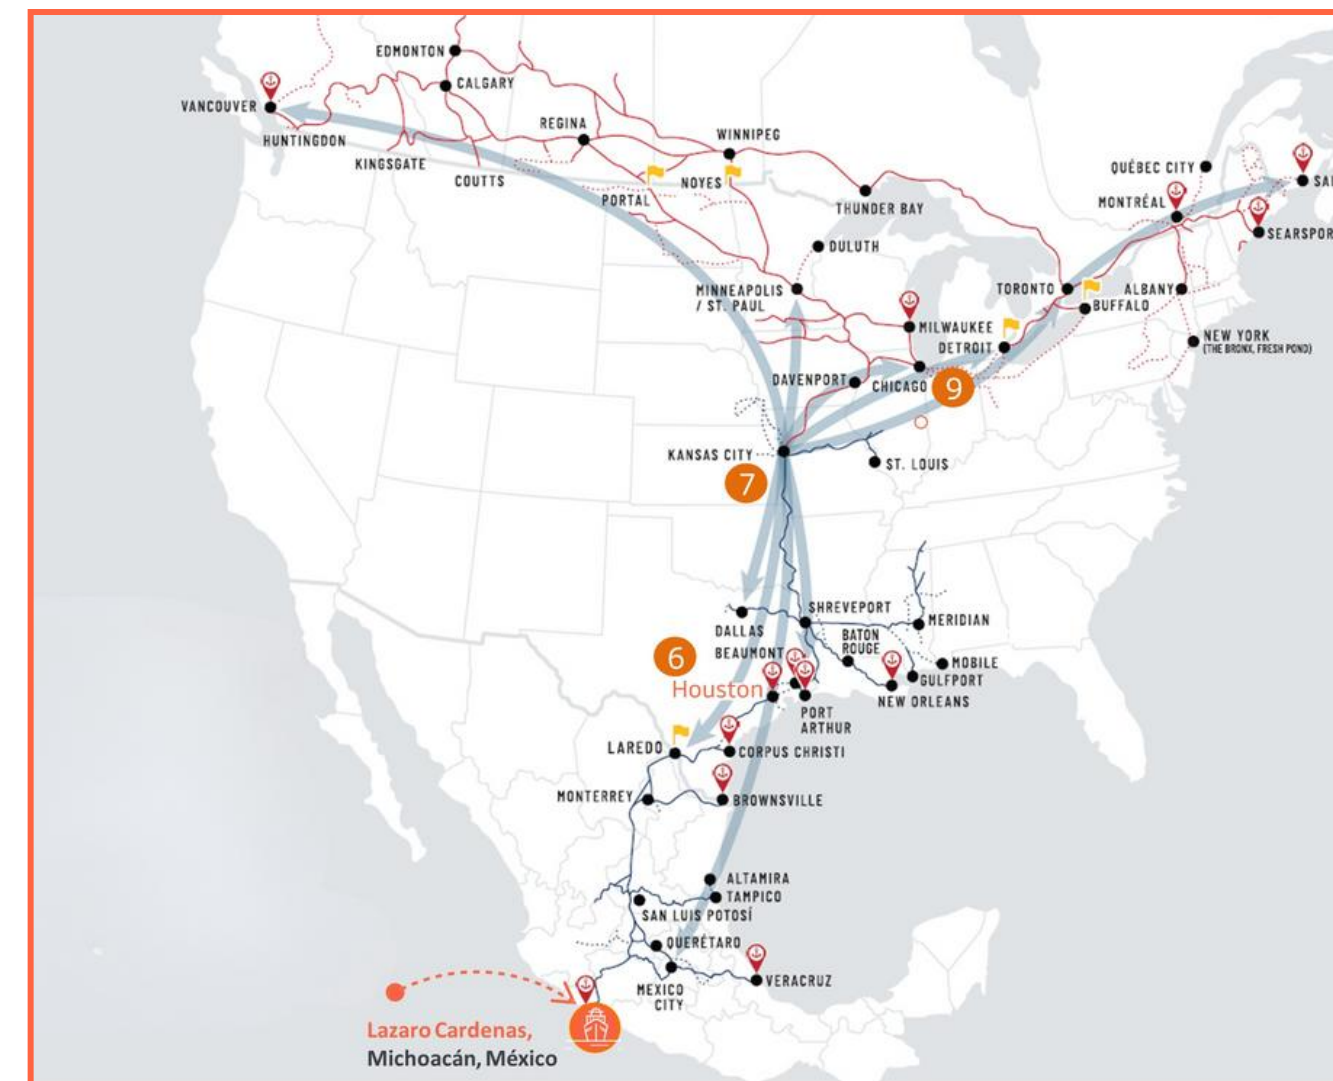 EDMONTON
CALGARY
VANCOUVER
HUNTINGDON
KINGSGATE
COUTTS
REGINA
WINNIPEG
PORTAL
NOYES
THUNDER BAY
DULUTH
QUÉBEC CITY
MONTRÉAL
SAI
SEARSPOR
MINNEAPOLIS
/ ST. PAUL
TORONTO
ALBANY
BUFFALO
MILWAUKEE
DETROIT
NEW YORK
(THE BRONX, FRESH POND)
DAVENPORT
CHICAGO
9
KANSAS CITY
ST. LOUIS
7
SHREVEPORT
MERIDIAN
DALLAS
BATON
ROUGE
6
BEAUMONT
MOBILE
GULFPORT
Houston
NEW ORLEANS
PORT
ARTHUR
LAREDO
CORPUS CHRISTI
MONTERREY
BROWNSVILLE
ALTAMIRA
TAMPICO
SAN LUIS POTOSÍ
QUERÉTARO
MEXICO
CITY
VERACRUZ
Lazaro Cardenas,
Michoacán, México